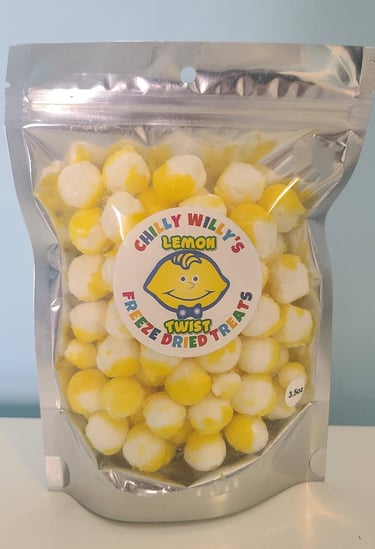 CHILLY WILLY'S
LEMON
TWIST
FREEZE DRIED TREATS
3.5oz